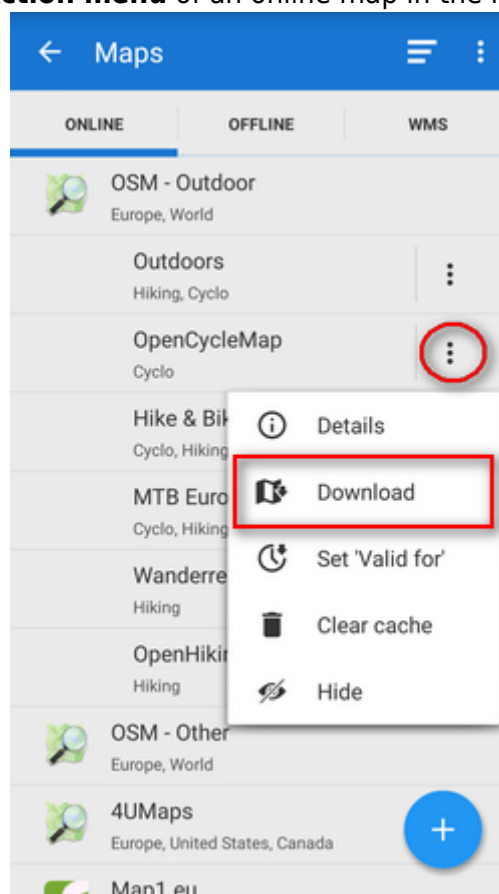 Maps
ONLINE OFFLINE WMS
OSM - Outdoor
Europe, World
Outdoors
Hiking, Cyclo
OpenCycleMap
Cyclo
Hike & Bik
Cyclo, Hiking
MTB Euro
Cyclo, Hiking
Wanderre
Hiking
OpenHikin
Hiking
Details
Download
Set 'Valid for'
Clear cache
Hide
OSM - Other
Europe, World
4UMaps
Europe, United States, Canada
Map1.eu